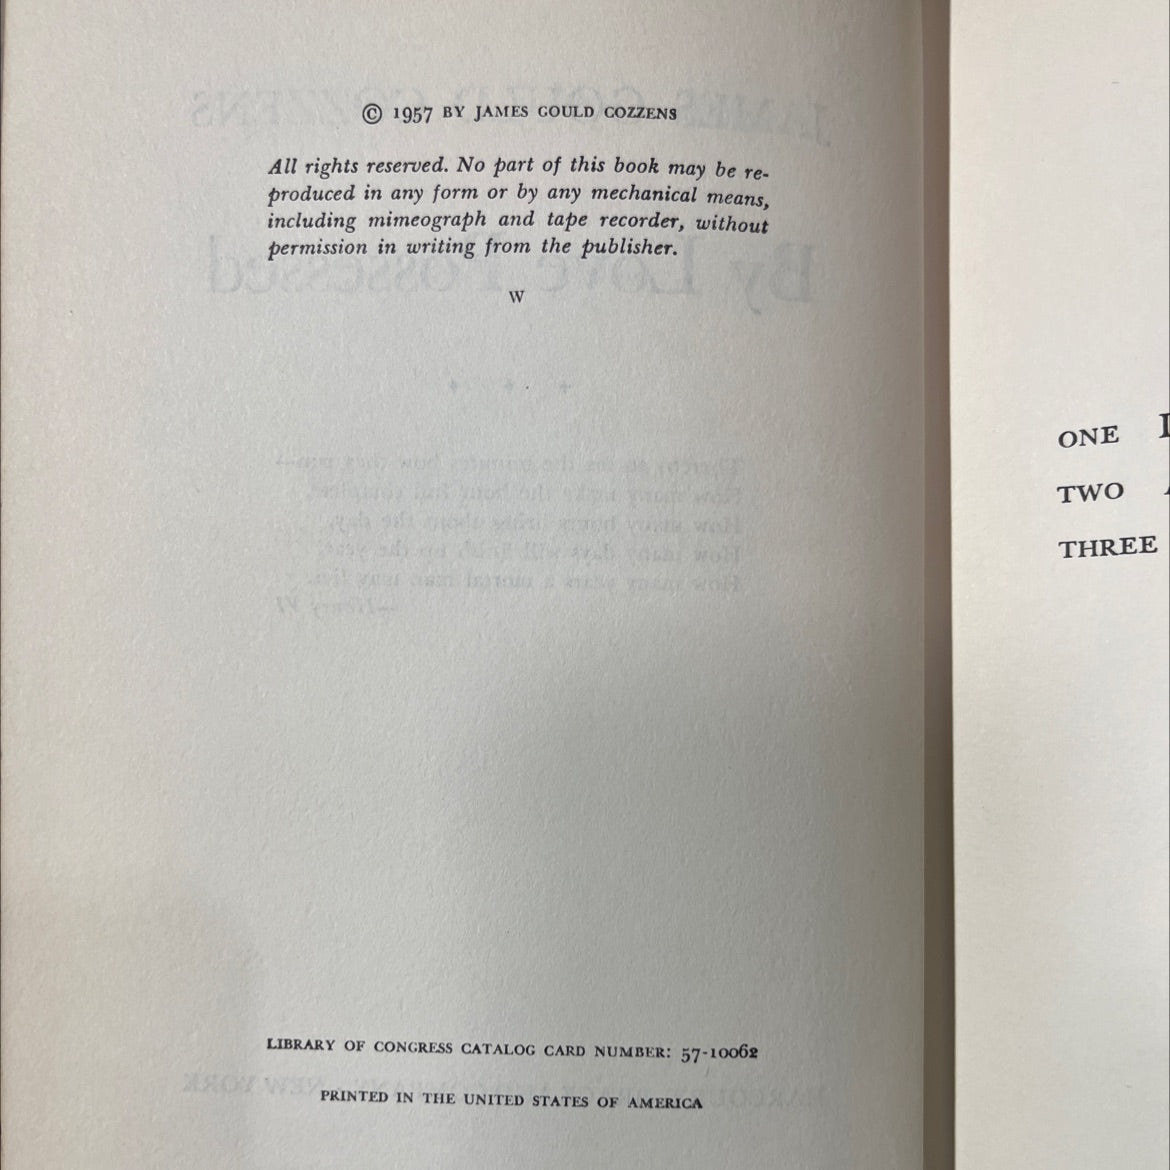 © 1957 BY JAMES GOULD COZZENS
All rights reserved. No part of this book may be re-
produced in any form or by any mechanical means,
including mimeograph and tape recorder, without
permission in writing from the publisher.
W
LIBRARY OF CONGRESS CATALOG CARD NUMBER: 57-10062
PRINTED IN THE UNITED STATES OF AMERICA
ONE
TWO
THREE